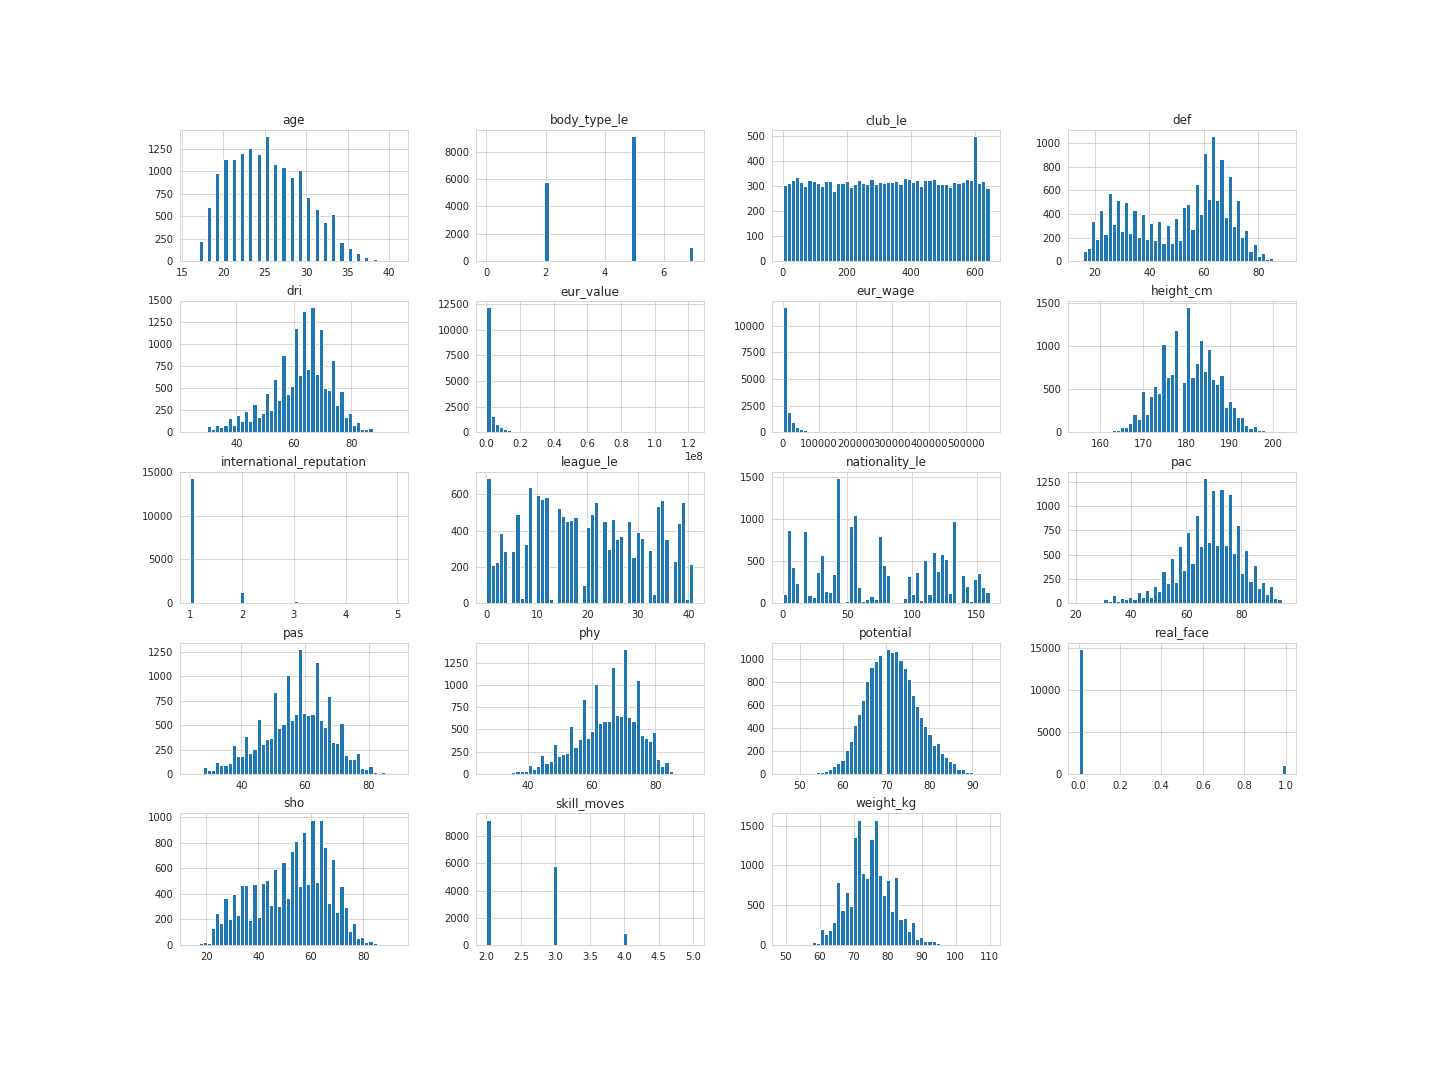 age
1250
1000
750
500
250
0
15 20 25 30 35 40
body_type_le
8000
6000
4000
2000
0
0 2 4 6
club_le
500
400
300
200
100
0
0 200 400 600
def
1000
800
600
400
200
0
20 40 60 80
dri
1500
1250
1000
750
500
250
0
40 60 80
eur_value
12500
10000
7500
5000
2500
0
0.0 0.2 0.4 0.6 0.8 1.0 1.2
1e8
eur_wage
10000
7500
5000
2500
0
0 100000 200000 300000 400000 500000
height_cm
1500
1000
500
0
160 170 180 190 200
international_reputation
15000
10000
5000
0
1 2 3 4 5
league_le
600
400
200
0
0 10 20 30 40
nationality_le
1500
1000
500
0
0 50 100 150
pac
1250
1000
750
500
250
0
20 40 60 80
pas
1250
1000
750
500
250
0
40 60 80
phy
1250
1000
750
500
250
0
40 60 80
potential
1000
800
600
400
200
0
50 60 70 80 90
real_face
15000
10000
5000
0
0.0 0.2 0.4 0.6 0.8 1.0
sho
1000
800
600
400
200
0
20 40 60 80
skill_moves
8000
6000
4000
2000
0
2.0 2.5 3.0 3.5 4.0 4.5 5.0
weight_kg
1500
1000
500
0
50 60 70 80 90 100 110